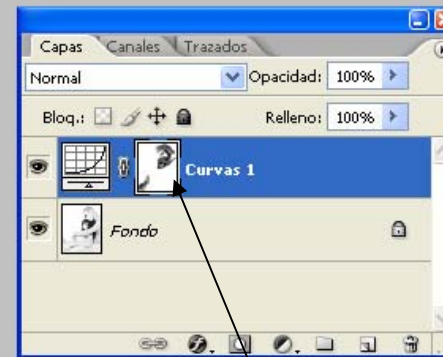 Capas Canales Trazados
Normal Opacidad: 100%
Bloq.: Relleno: 100%
Curvas 1
Fondo